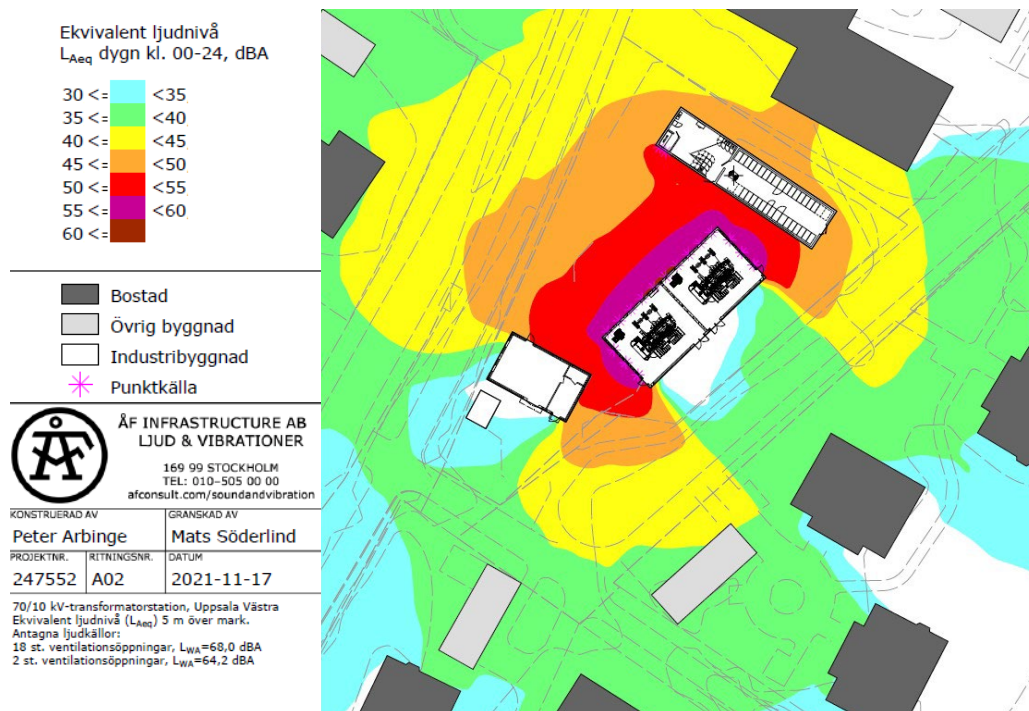 Ekvivalent ljudnivå
LAeq dygn kl. 00-24, dBA
30 <= <35
35 <= <40
40 <= <45
45 <= <50
50 <= <55
55 <= <60
60 <=
Bostad
Övrig byggnad
Industribyggnad
Punktkälla
ÅF
ÅF INFRASTRUCTURE AB
LJUD & VIBRATIONER
169 99 STOCKHOLM
TEL: 010-505 00 00
afconsult.com/soundandvibration
KONSTRUERAD AV GRANSKAD AV
Peter Arbinge Mats Söderlind
PROJEKTNR. RITNINGSNR. DATUM
247552 A02 2021-11-17
70/10 kV-transformatorstation, Uppsala Västra
Ekvivalent ljudnivå (LAeq) 5 m över mark.
Antagna ljudkällor:
18 st. ventilationsöppningar, LWA=68,0 dBA
2 st. ventilationsöppningar, LWA=64,2 dBA